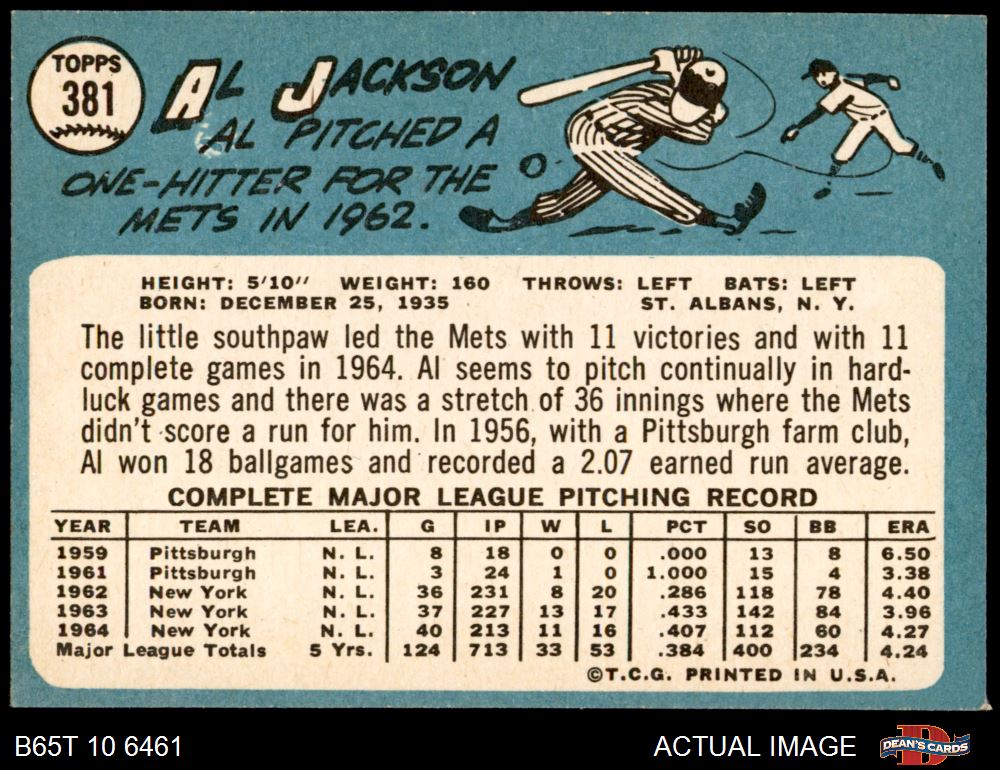 TOPPS
381
AL JACKSON
AL PITCHED A
ONE-HITTER FOR THE
METS IN 1962.
HEIGHT: 5'10" WEIGHT: 160 THROWS: LEFT BATS: LEFT
BORN: DECEMBER 25, 1935 ST. ALBANS, N. Y.
The little southpaw led the Mets with 11 victories and with 11
complete games in 1964. Al seems to pitch continually in hard-
luck games and there was a stretch of 36 innings where the Mets
didn't score a run for him. In 1956, with a Pittsburgh farm club,
Al won 18 ballgames and recorded a 2.07 earned run average.
COMPLETE MAJOR LEAGUE PITCHING RECORD
YEAR TEAM LEA. G IP W L PCT SO BB ERA
1959 Pittsburgh N. L. 8 18 0 0 .000 13 8 6.50
1961 Pittsburgh N. L. 3 24 1 0 1.000 15 4 3.38
1962 New York N. L. 36 231 8 20 .286 118 78 4.40
1963 New York N. L. 37 227 13 17 .433 142 84 3.96
1964 New York N. L. 40 213 11 16 .407 112 60 4.27
Major League Totals 5 Yrs. 124 713 33 53 .384 400 234 4.24
©T.C.G. PRINTED IN U.S.A.
B65T 10 6461 ACTUAL IMAGE DEAN'S CARDS